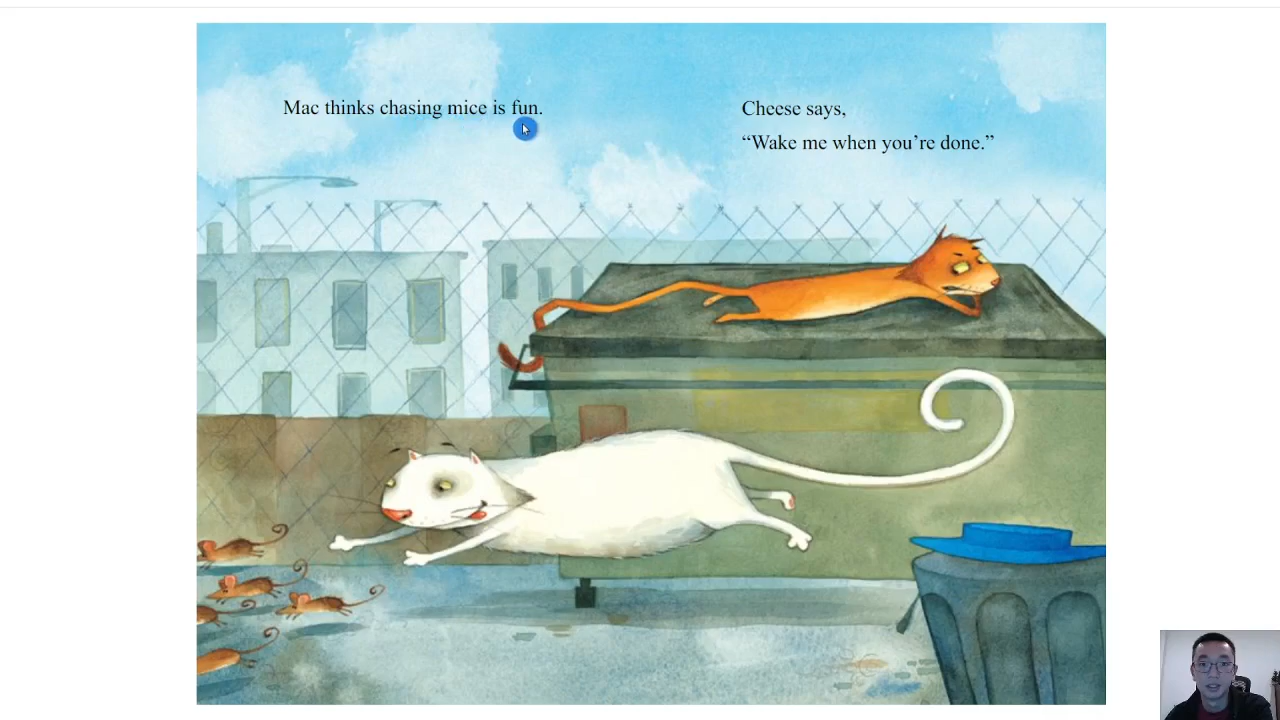 Mac thinks chasing mice is fun.
Cheese says,
“Wake me when you’re done.”